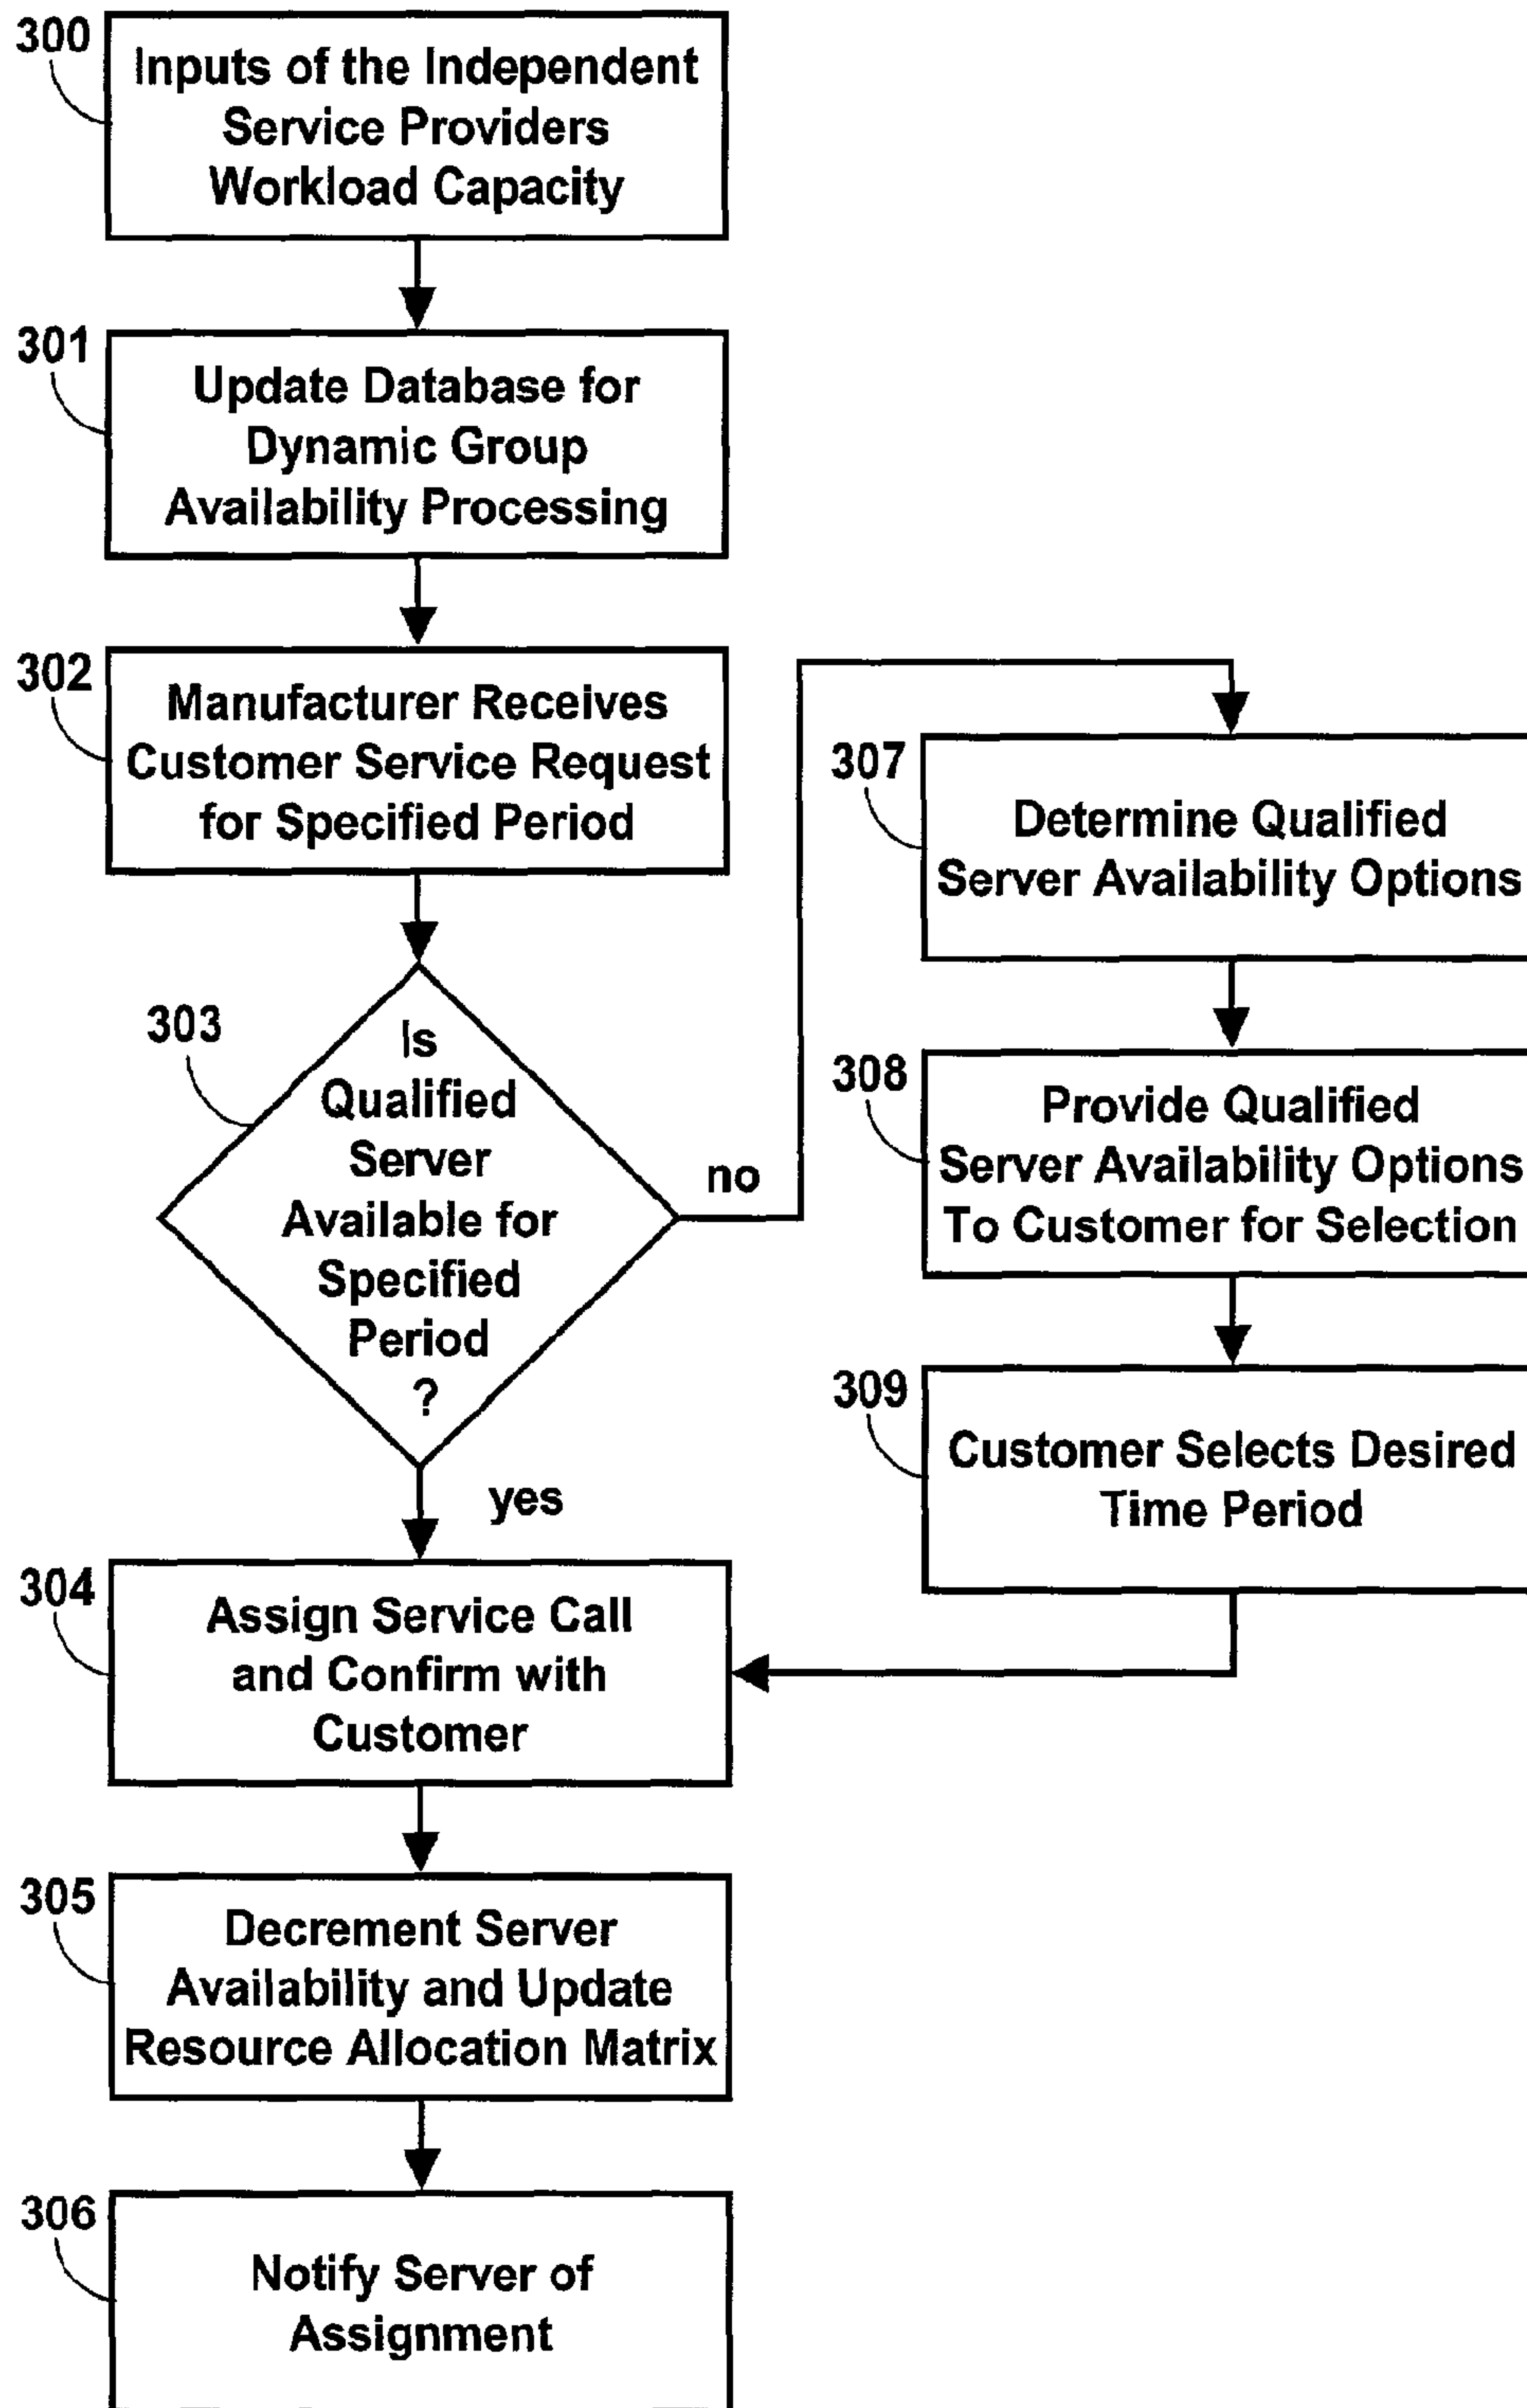 300
Inputs of the Independent
Service Providers
Workload Capacity
301
Update Database for
Dynamic Group
Availability Processing
302
Manufacturer Receives
Customer Service Request
for Specified Period
303
Is
Qualified
Server
Available for
Specified
Period
?
no
yes
304
Assign Service Call
and Confirm with
Customer
305
Decrement Server
Availability and Update
Resource Allocation Matrix
306
Notify Server of
Assignment
307
Determine Qualified
Server Availability Options
308
Provide Qualified
Server Availability Options
To Customer for Selection
309
Customer Selects Desired
Time Period